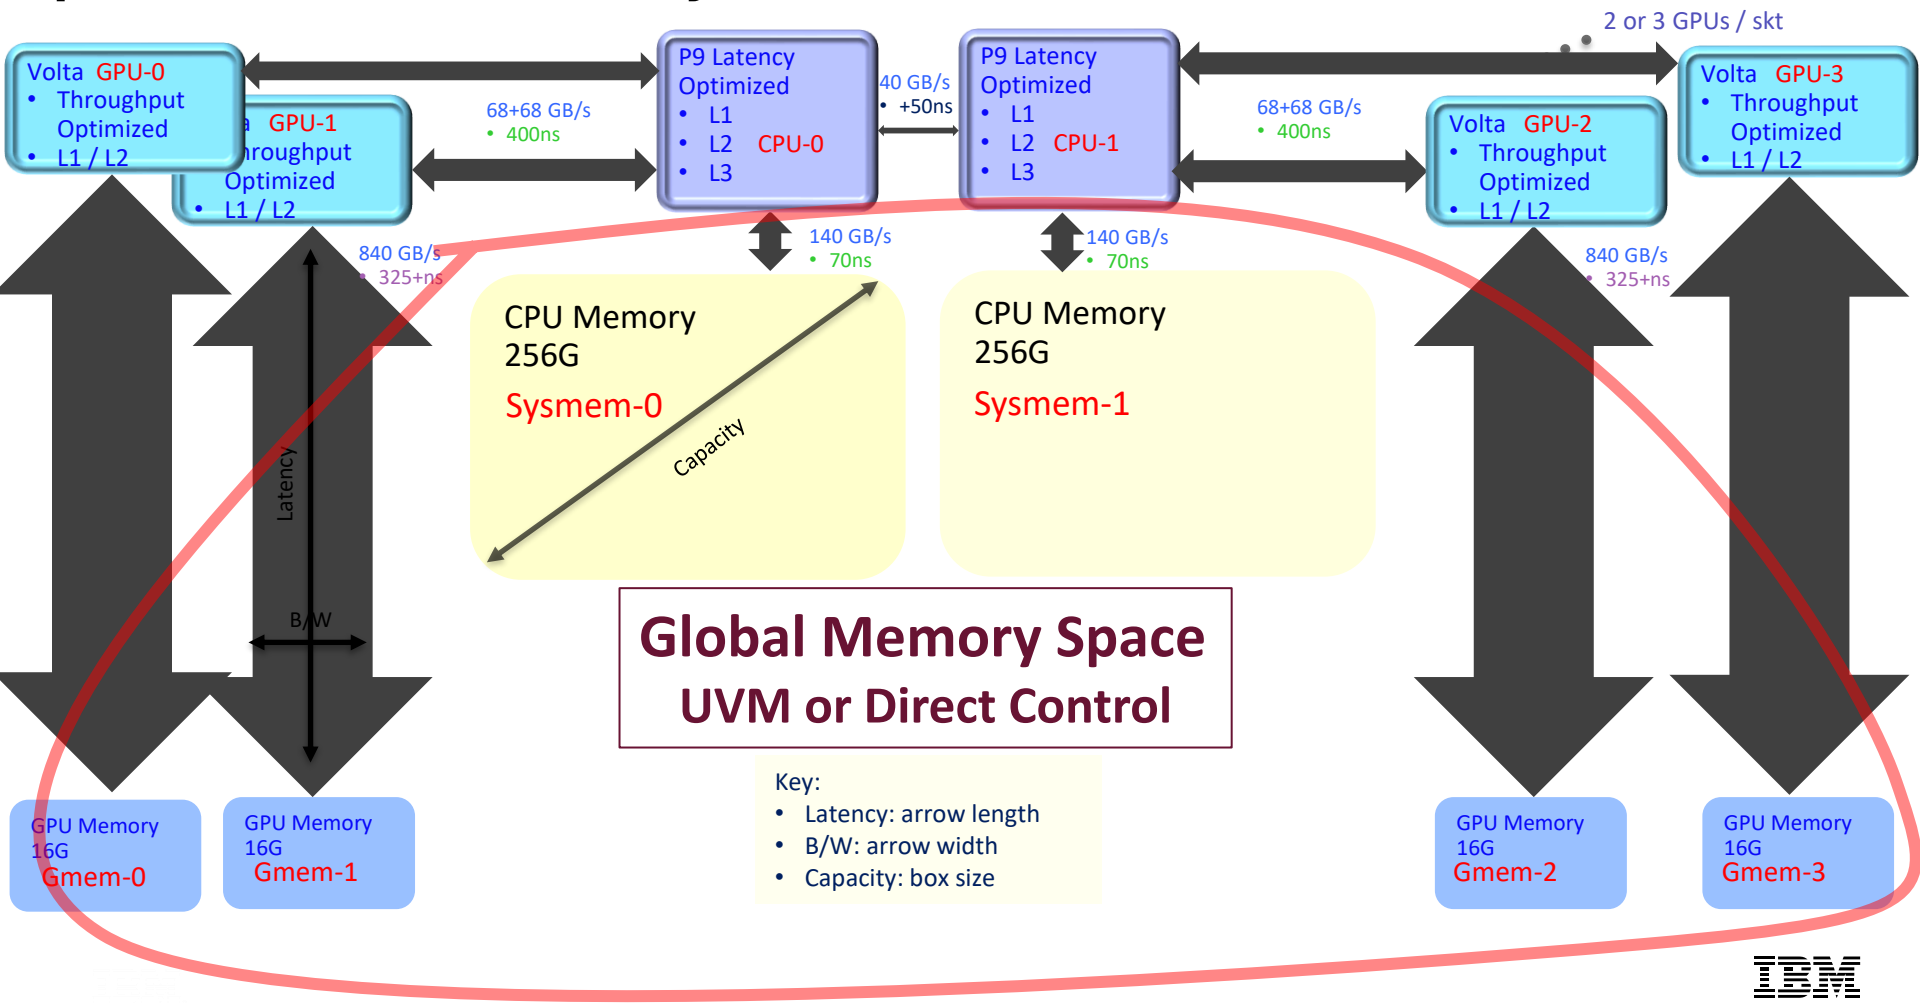 2 or 3 GPUs / skt
Volta GPU-0
• Throughput
Optimized
• L1 / L2
a GPU-1
hroughput
Optimized
• L1 / L2
68+68 GB/s
• 400ns
P9 Latency
Optimized
• L1
• L2 CPU-0
• L3
40 GB/s
• +50ns
P9 Latency
Optimized
• L1
• L2 CPU-1
• L3
68+68 GB/s
• 400ns
Volta GPU-2
• Throughput
Optimized
• L1 / L2
Volta GPU-3
• Throughput
Optimized
• L1 / L2
840 GB/s
• 325+ns
140 GB/s
• 70ns
140 GB/s
• 70ns
840 GB/s
• 325+ns
CPU Memory
256G
Sysmem-0
Capacity
CPU Memory
256G
Sysmem-1
Latency
B/W
Global Memory Space
UVM or Direct Control
Key:
• Latency: arrow length
• B/W: arrow width
• Capacity: box size
GPU Memory
16G
Gmem-0
GPU Memory
16G
Gmem-1
GPU Memory
16G
Gmem-2
GPU Memory
16G
Gmem-3
IBM